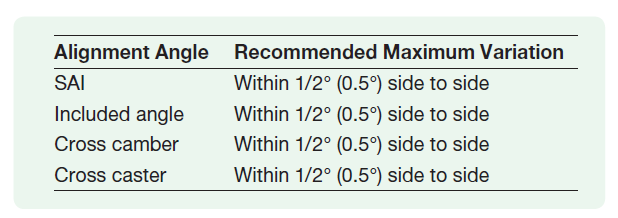 Alignment Angle Recommended Maximum Variation
SAI Within 1/2° (0.5°) side to side
Included angle Within 1/2° (0.5°) side to side
Cross camber Within 1/2° (0.5°) side to side
Cross caster Within 1/2° (0.5°) side to side